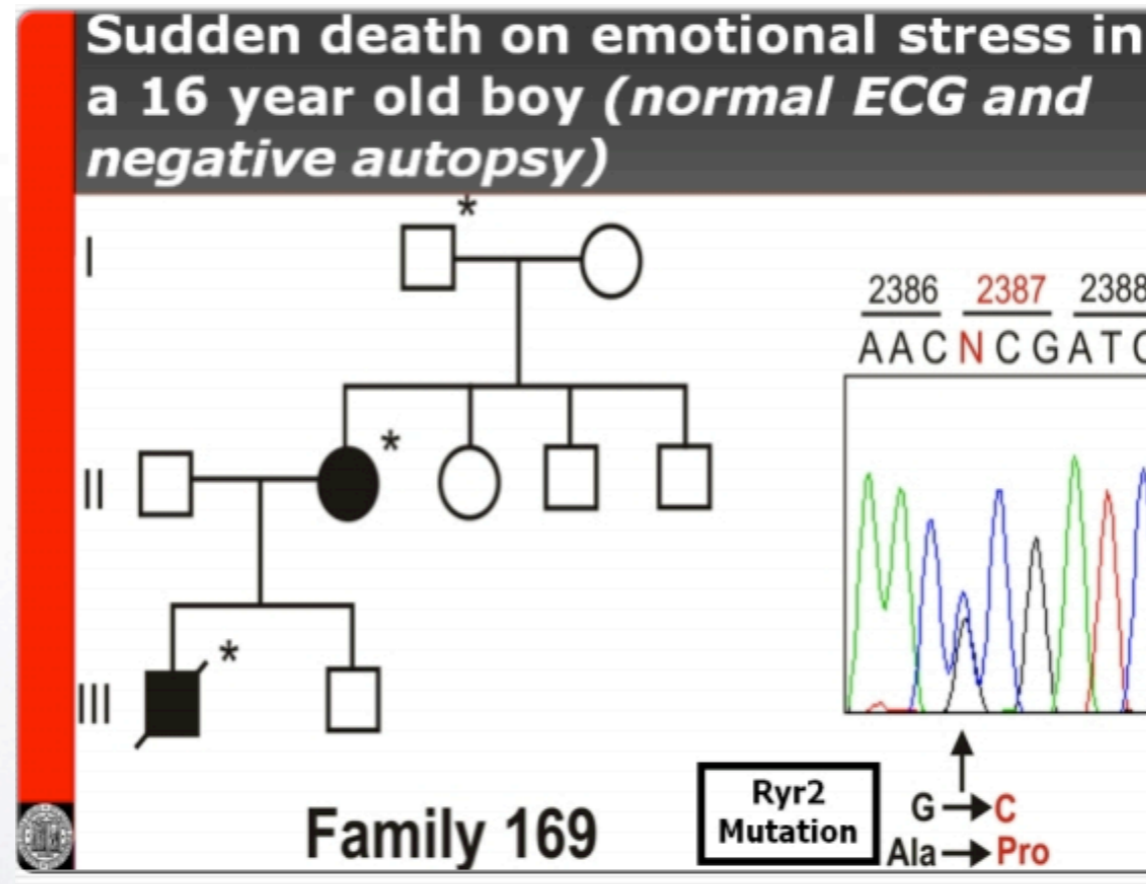 Sudden death on emotional stress in
a 16 year old boy (normal ECG and
negative autopsy)
*
I
2386 2387 2388
AAC N C G A T C
*
II
*
III
Ryr2
Mutation
G C
Ala Pro
Family 169